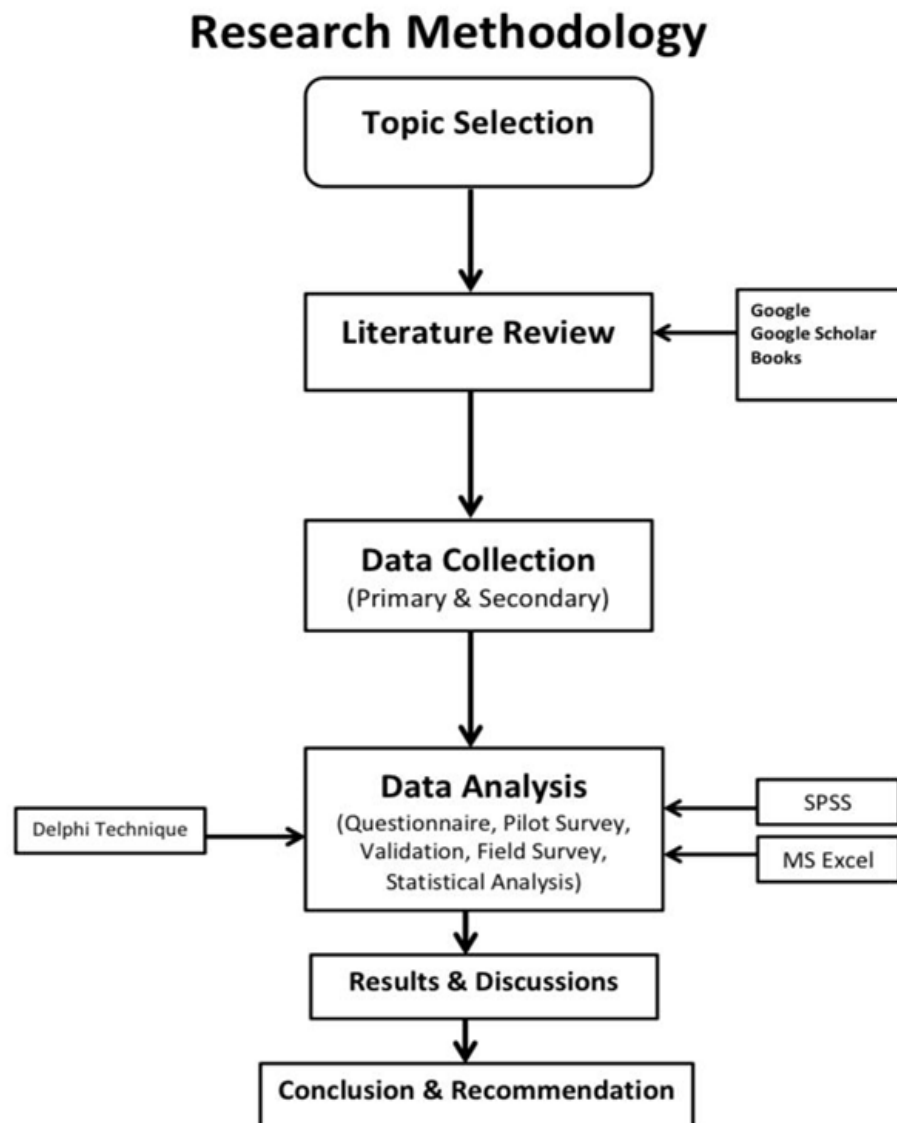 Research Methodology
Topic Selection
Literature Review
Google
Google Scholar
Books
Data Collection
(Primary & Secondary)
Data Analysis
(Questionnaire, Pilot Survey,
Validation, Field Survey,
Statistical Analysis)
Delphi Technique
SPSS
MS Excel
Results & Discussions
Conclusion & Recommendation